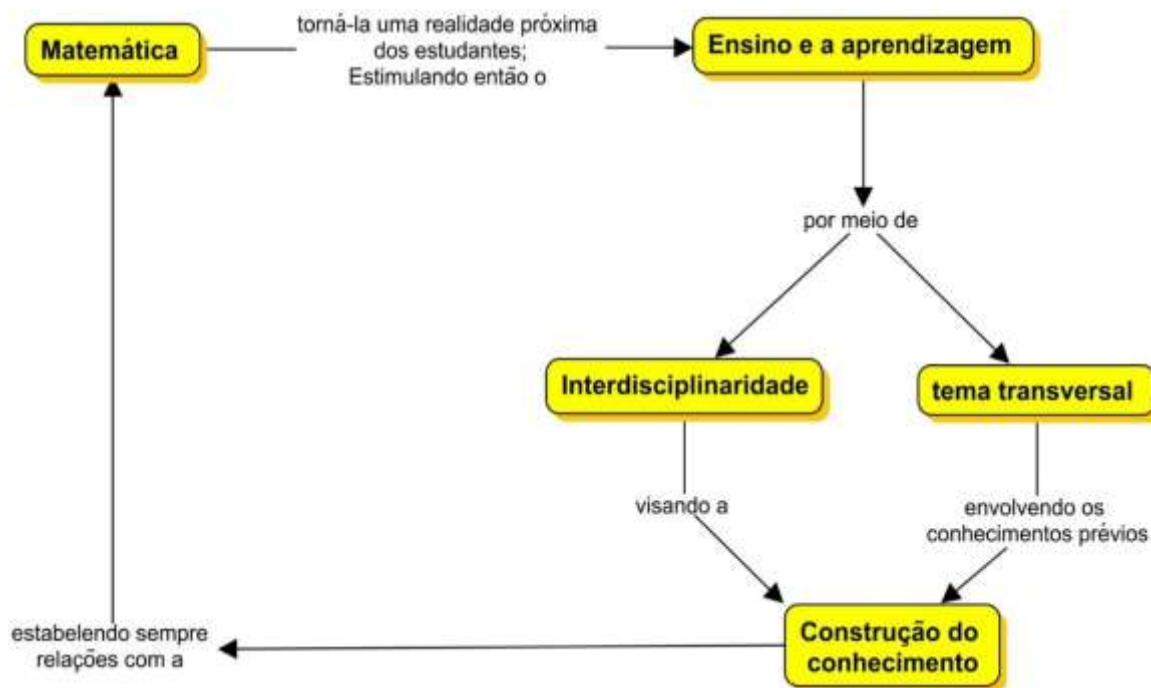 Matemática
torná-la uma realidade próxima
dos estudantes;
Estimulando então o
Ensino e a aprendizagem
por meio de
Interdisciplinaridade
tema transversal
visando a
envolvendo os
conhecimentos prévios
Construção do
conhecimento
estabelendo sempre
relações com a